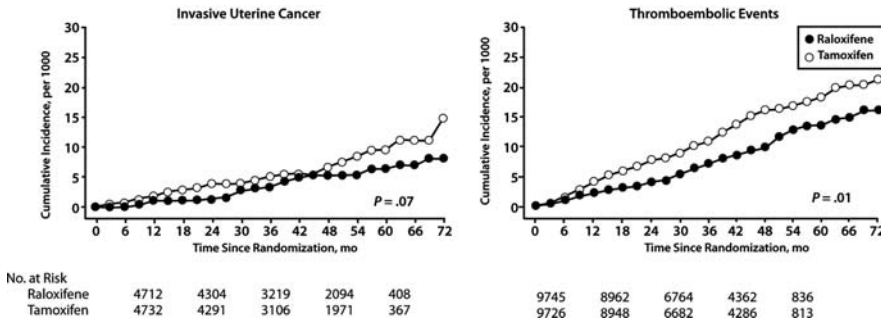 Invasive Uterine Cancer
30
25
20
15
10
5
0
Cumulative Incidence, per 1000
P = .07
0 6 12 18 24 30 36 42 48 54 60 66 72
Time Since Randomization, mo
Thromboembolic Events
Raloxifene
Tamoxifen
30
25
20
15
10
5
0
Cumulative Incidence, per 1000
P = .01
0 6 12 18 24 30 36 42 48 54 60 66 72
Time Since Randomization, mo
No. at Risk
Raloxifene 4712 4304 3219 2094 408 9745 8962 6764 4362 836
Tamoxifen 4732 4291 3106 1971 367 9726 8948 6682 4286 813